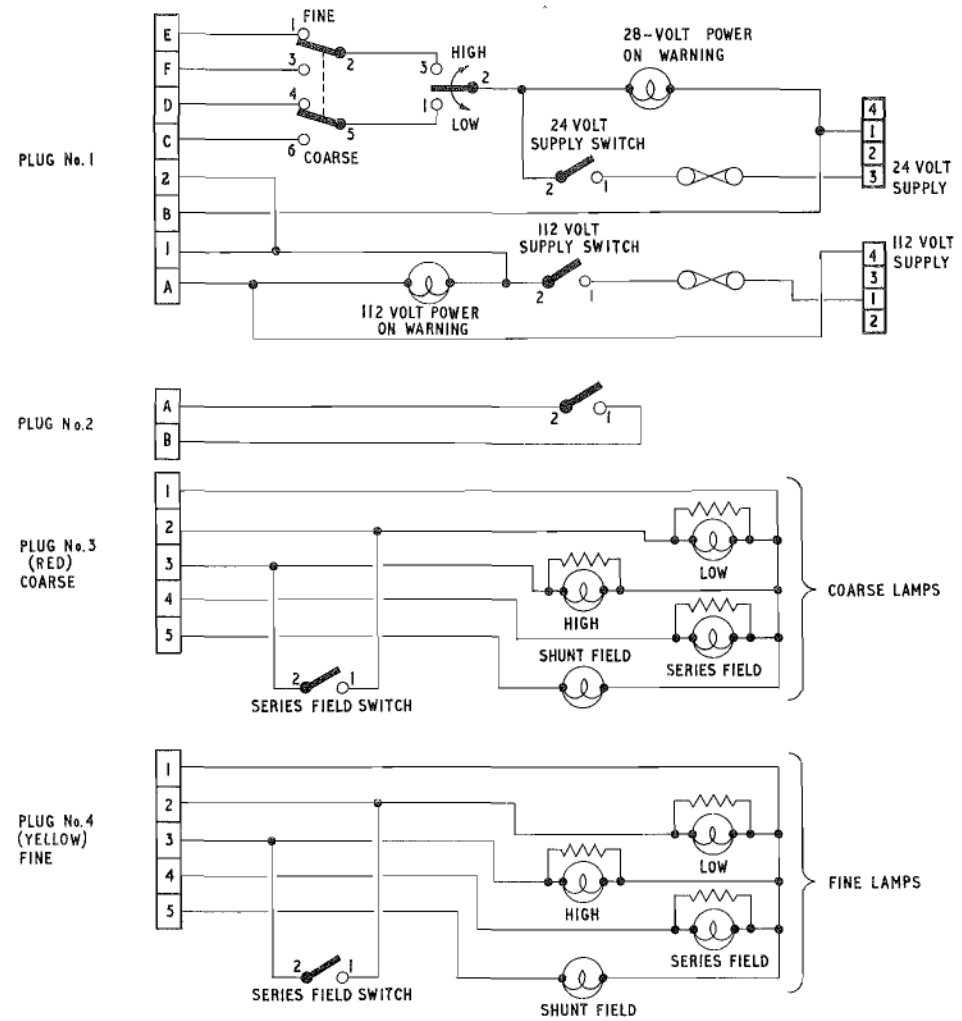 FINE
E
1
2
F
3
HIGH
3
2
28-VOLT POWER
ON WARNING
D
4
5
1
LOW
C
6
COARSE
PLUG No.1
24 VOLT
SUPPLY SWITCH
2
1
4
1
2
3
24 VOLT
SUPPLY
2
B
1
A
112 VOLT POWER
ON WARNING
112 VOLT
SUPPLY SWITCH
2
1
4
3
1
2
112 VOLT
SUPPLY
PLUG No.2
A
B
2
1
PLUG No.3
(RED)
COARSE
1
2
3
4
5
LOW
HIGH
SERIES FIELD
SHUNT FIELD
COARSE LAMPS
2
1
SERIES FIELD SWITCH
PLUG No.4
(YELLOW)
FINE
1
2
3
4
5
LOW
HIGH
SERIES FIELD
SHUNT FIELD
FINE LAMPS
2
1
SERIES FIELD SWITCH